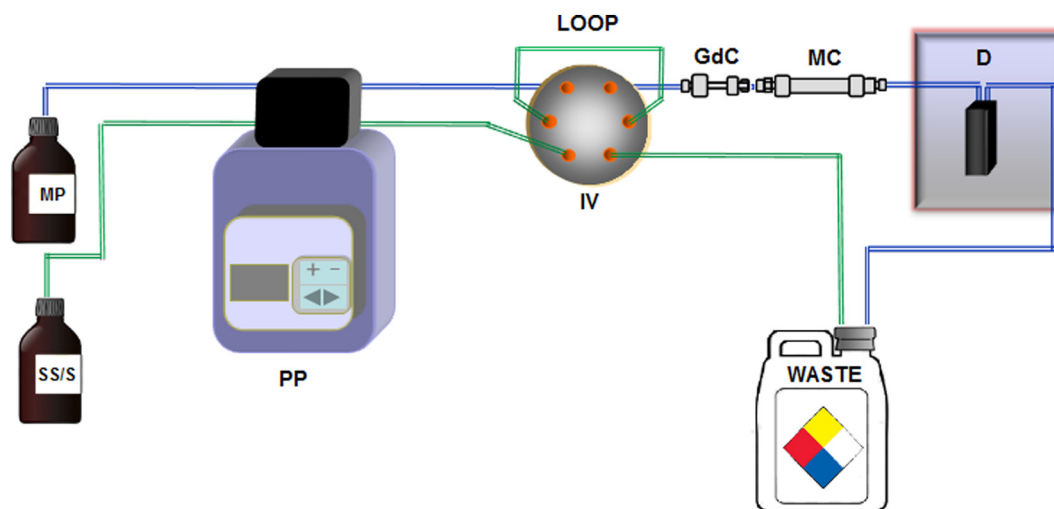 LOOP
GdC
MC
D
MP
IV
SS/S
PP
WASTE
+ -